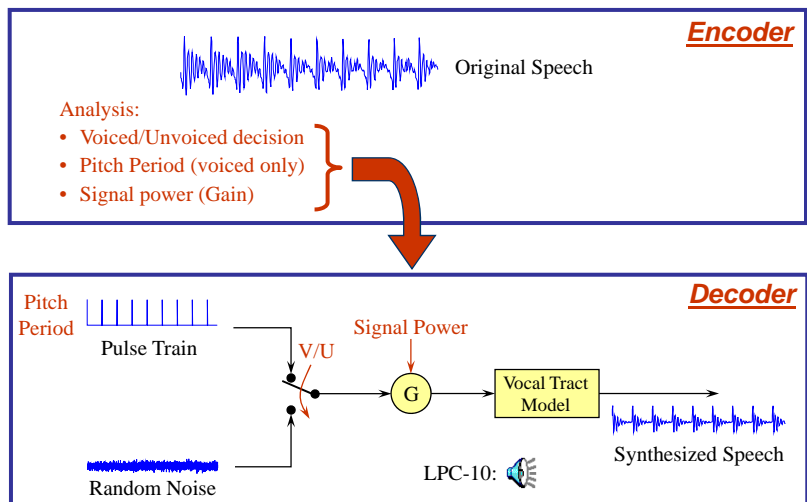 Encoder
Original Speech
Analysis:
• Voiced/Unvoiced decision
• Pitch Period (voiced only)
• Signal power (Gain)
Decoder
Pitch
Period
Pulse Train
V/U
Signal Power
G
Vocal Tract
Model
Synthesized Speech
Random Noise
LPC-10: